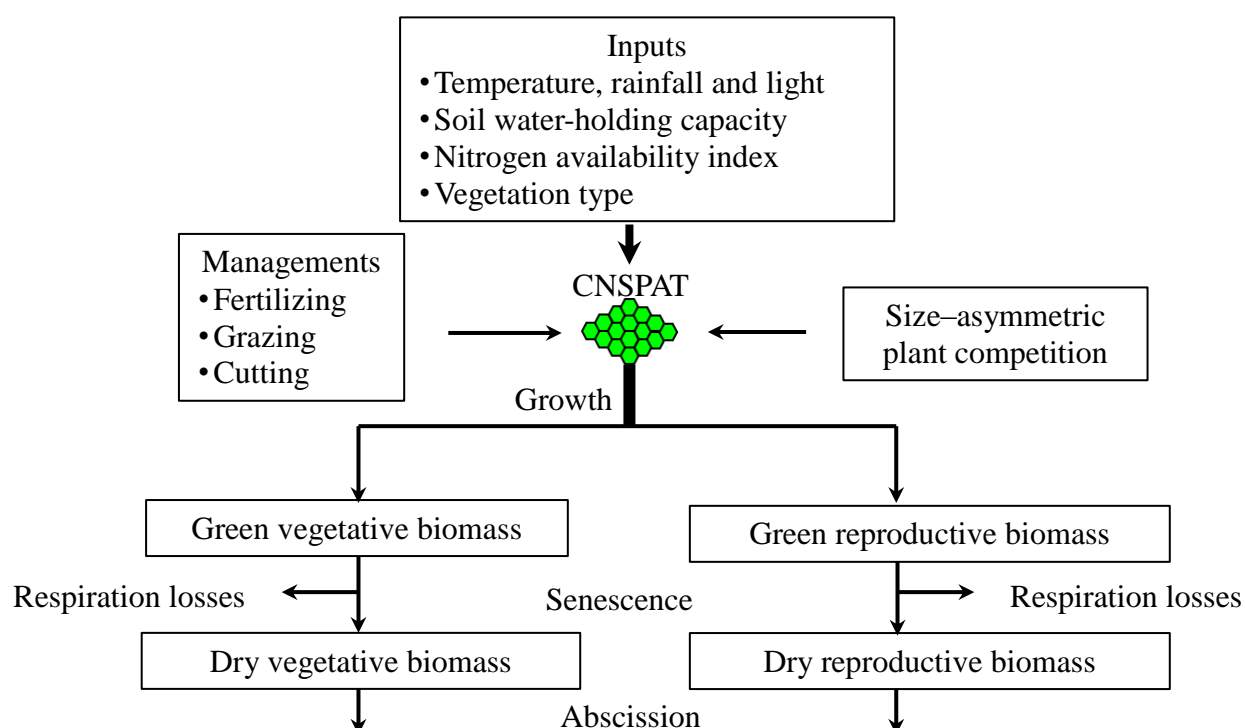 Inputs
•Temperature, rainfall and light
•Soil water-holding capacity
•Nitrogen availability index
•Vegetation type
Managements
•Fertilizing
•Grazing
•Cutting
CNSPAT
Size–asymmetric
plant competition
Growth
Green vegetative biomass
Green reproductive biomass
Respiration losses
Senescence
Respiration losses
Dry vegetative biomass
Dry reproductive biomass
Abscission